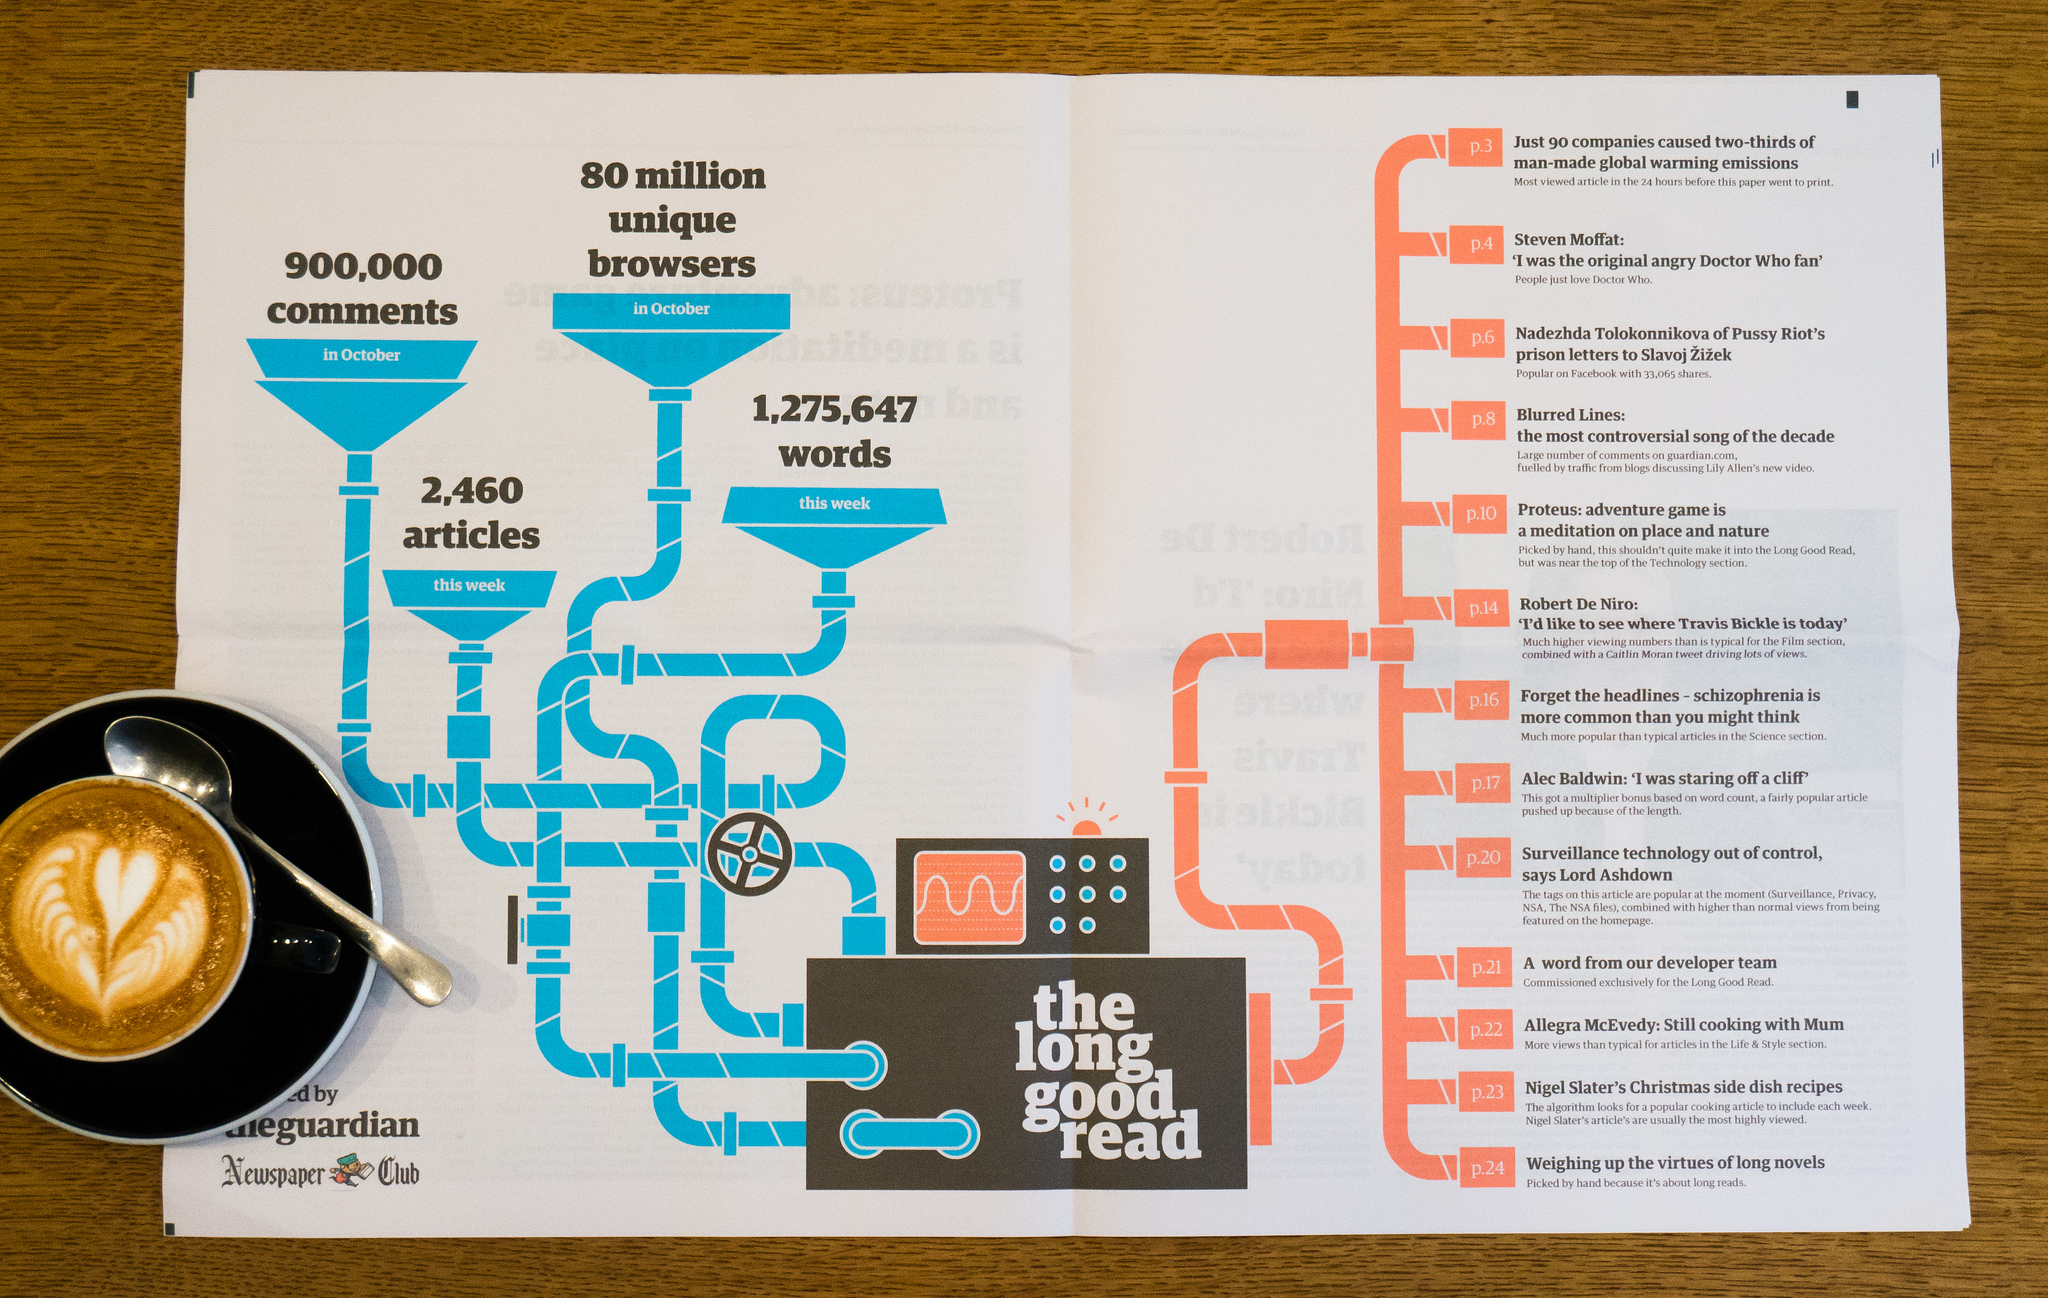 900,000
comments
in October
80 million
unique
browsers
in October
2,460
articles
this week
1,275,647
words
this week
the
long
good
read
ed by
theguardian
Newspaper Club
p.3
Just 90 companies caused two-thirds of
man-made global warming emissions
Most viewed article in the 24 hours before this paper went to print.
p.4
Steven Moffat:
‘I was the original angry Doctor Who fan’
People just love Doctor Who.
p.6
Nadezhda Tolokonnikova of Pussy Riot’s
prison letters to Slavoj Žižek
Popular on Facebook with 33,065 shares.
p.8
Blurred Lines:
the most controversial song of the decade
Large number of comments on guardian.com,
fuelled by traffic from blogs discussing Lily Allen’s new video.
p.10
Proteus: adventure game is
a meditation on place and nature
Picked by hand, this shouldn’t quite make it into the Long Good Read,
but was near the top of the Technology section.
p.14
Robert De Niro:
‘I’d like to see where Travis Bickle is today’
Much higher viewing numbers than is typical for the Film section,
combined with a Caitlin Moran tweet driving lots of views.
p.16
Forget the headlines – schizophrenia is
more common than you might think
Much more popular than typical articles in the Science section.
p.17
Alec Baldwin: ‘I was staring off a cliff’
This got a multiplier bonus based on word count, a fairly popular article
pushed up because of the length.
p.20
Surveillance technology out of control,
says Lord Ashdown
The tags on this article are popular at the moment (Surveillance, Privacy,
NSA, The NSA files), combined with higher than normal views from being
featured on the homepage.
p.21
A word from our developer team
Commissioned exclusively for the Long Good Read.
p.22
Allegra McEvedy: Still cooking with Mum
More views than typical for articles in the Life & Style section.
p.23
Nigel Slater’s Christmas side dish recipes
The algorithm looks for a popular cooking article to include each week.
Nigel Slater’s article’s are usually the most highly viewed.
p.24
Weighing up the virtues of long novels
Picked by hand because it’s about long reads.